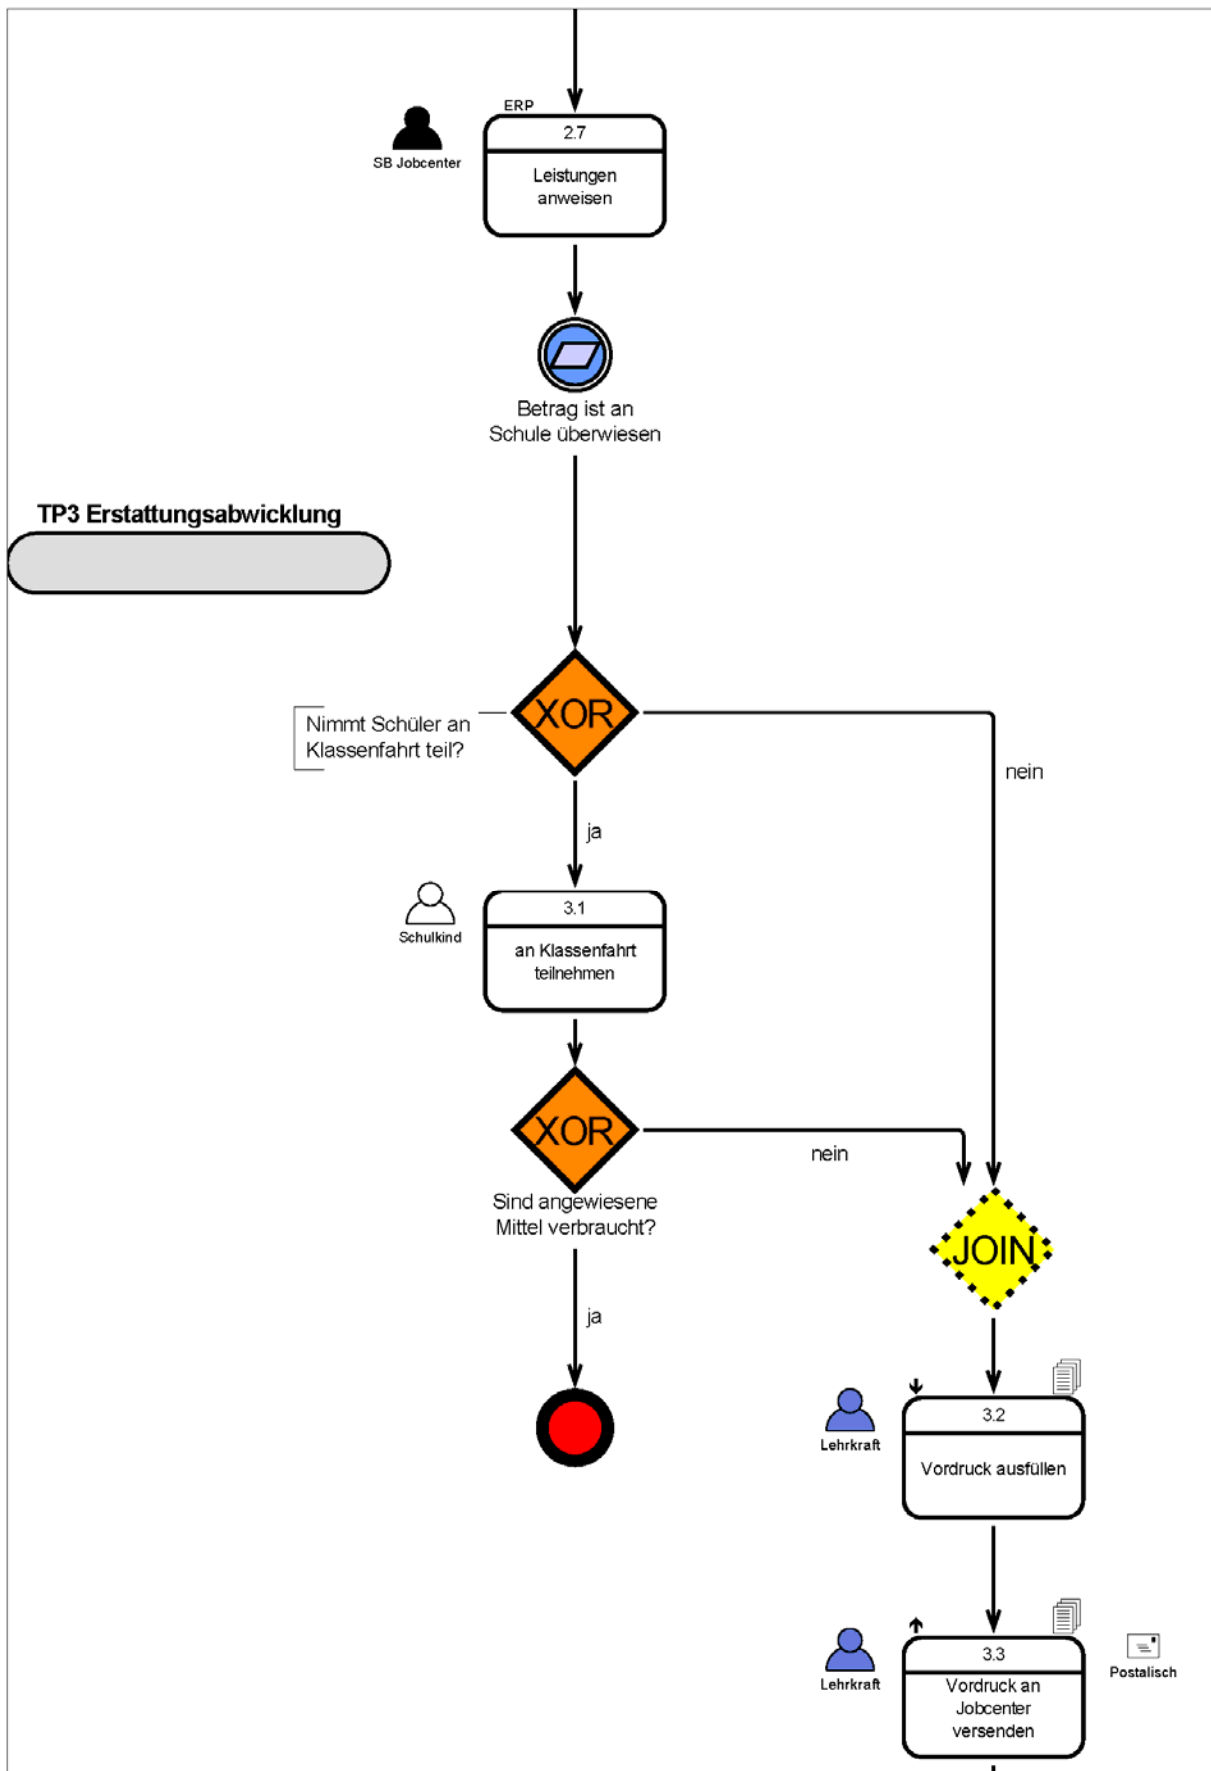 ERP
2.7
SB Jobcenter
Leistungen
anweisen
Betrag ist an
Schule überwiesen
TP3 Erstattungsabwicklung
XOR
Nimmt Schüler an
Klassenfahrt teil?
nein
ja
3.1
Schulkind
an Klassenfahrt
teilnehmen
XOR
nein
Sind angewiesene
Mittel verbraucht?
JOIN
ja
3.2
Lehrkraft
Vordruck ausfüllen
3.3
Lehrkraft
Postalisch
Vordruck an
Jobcenter
versenden